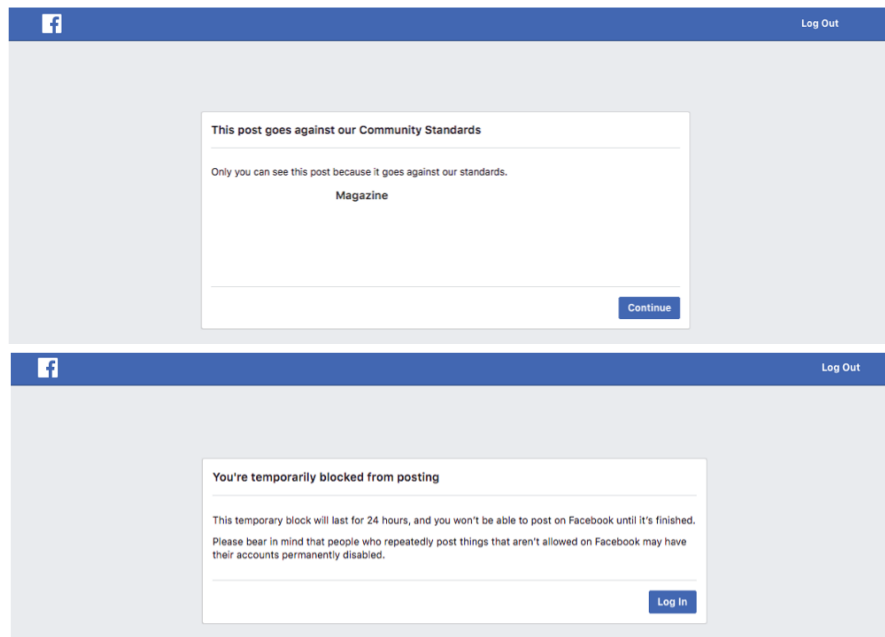 Log Out
This post goes against our Community Standards
Only you can see this post because it goes against our standards.
Magazine
Continue
Log Out
You're temporarily blocked from posting
This temporary block will last for 24 hours, and you won't be able to post on Facebook until it's finished.
Please bear in mind that people who repeatedly post things that aren't allowed on Facebook may have
their accounts permanently disabled.
Log In